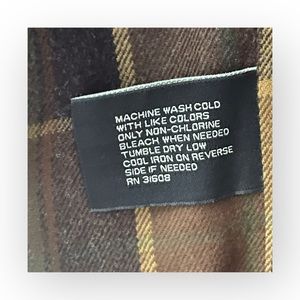 MACHINE WASH COLD
WITH LIKE COLORS
ONLY NON-CHLORINE
BLEACH WHEN NEEDED
TUMBLE DRY LOW
COOL IRON ON REVERSE
SIDE IF NEEDED
RN 31608